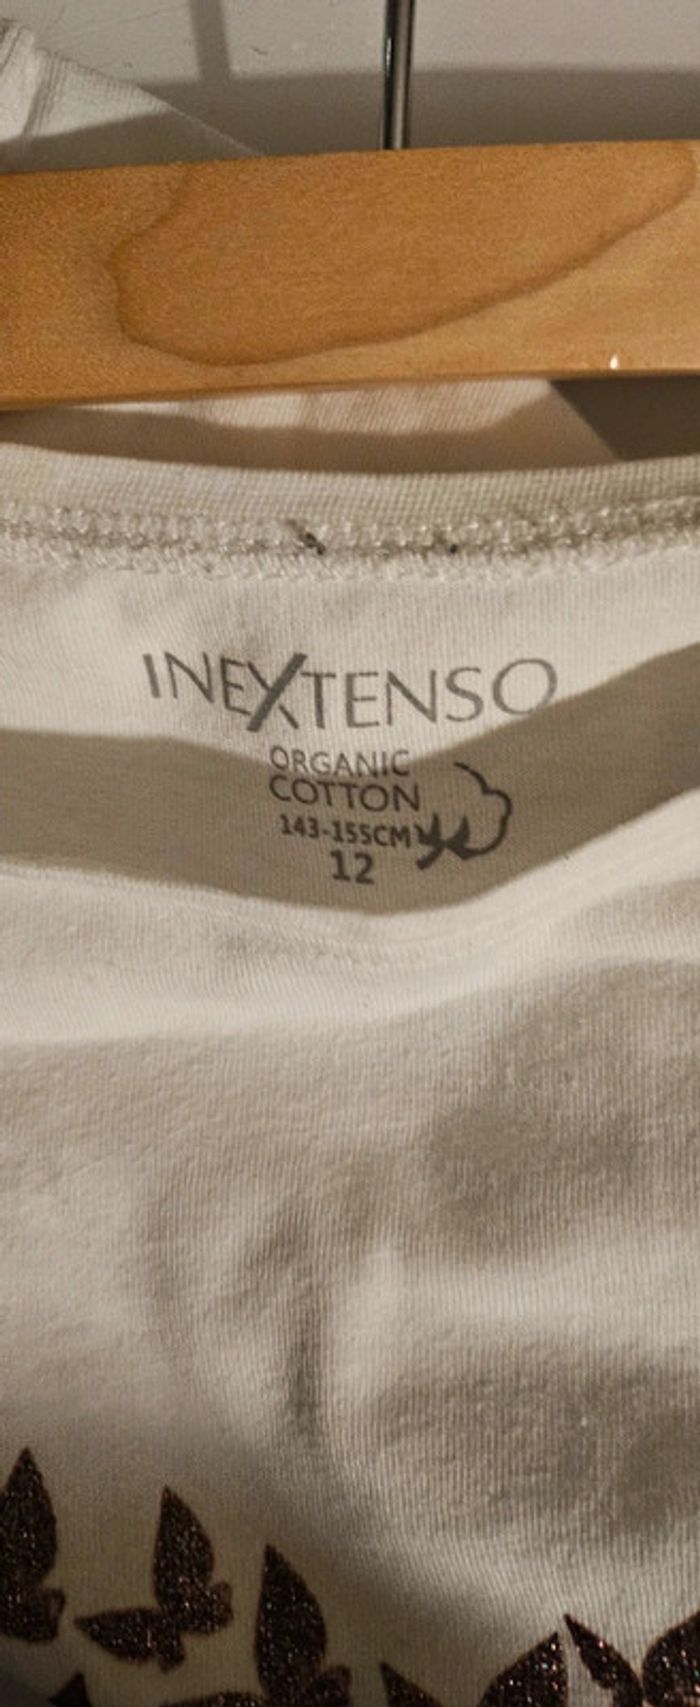 INEXTENSO
ORGANIC
COTTON
143-155CM
12